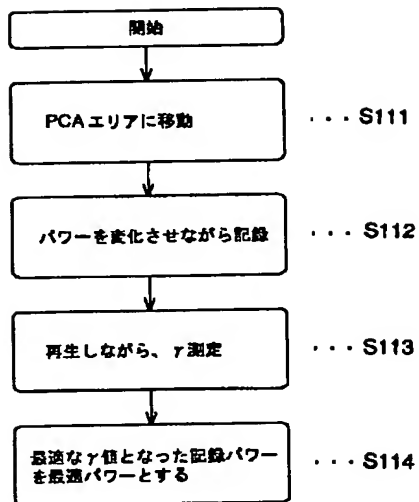 開始
PCAエリアに移動
・・・S111
パワーを変化させながら記録
・・・S112
再生しながら、γ測定
・・・S113
最適なγ値となった記録パワー
を最適パワーとする
・・・S114